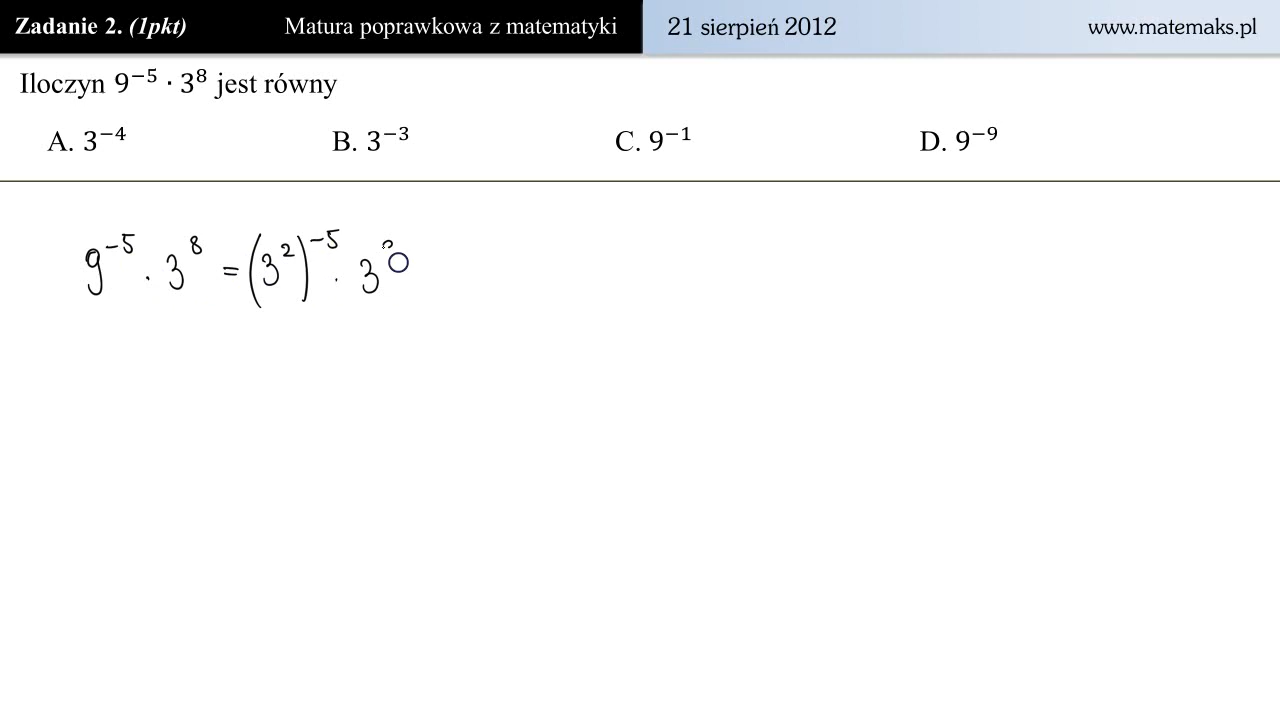 Zadanie 2. (1pkt) Matura poprawkowa z matematyki 21 sierpień 2012 www.matemaks.pl
Iloczyn 9⁻⁵ · 3⁸ jest równy
A. 3⁻⁴ B. 3⁻³ C. 9⁻¹ D. 9⁻⁹
9⁻⁵ · 3⁸ = (3²)⁻⁵ · 3